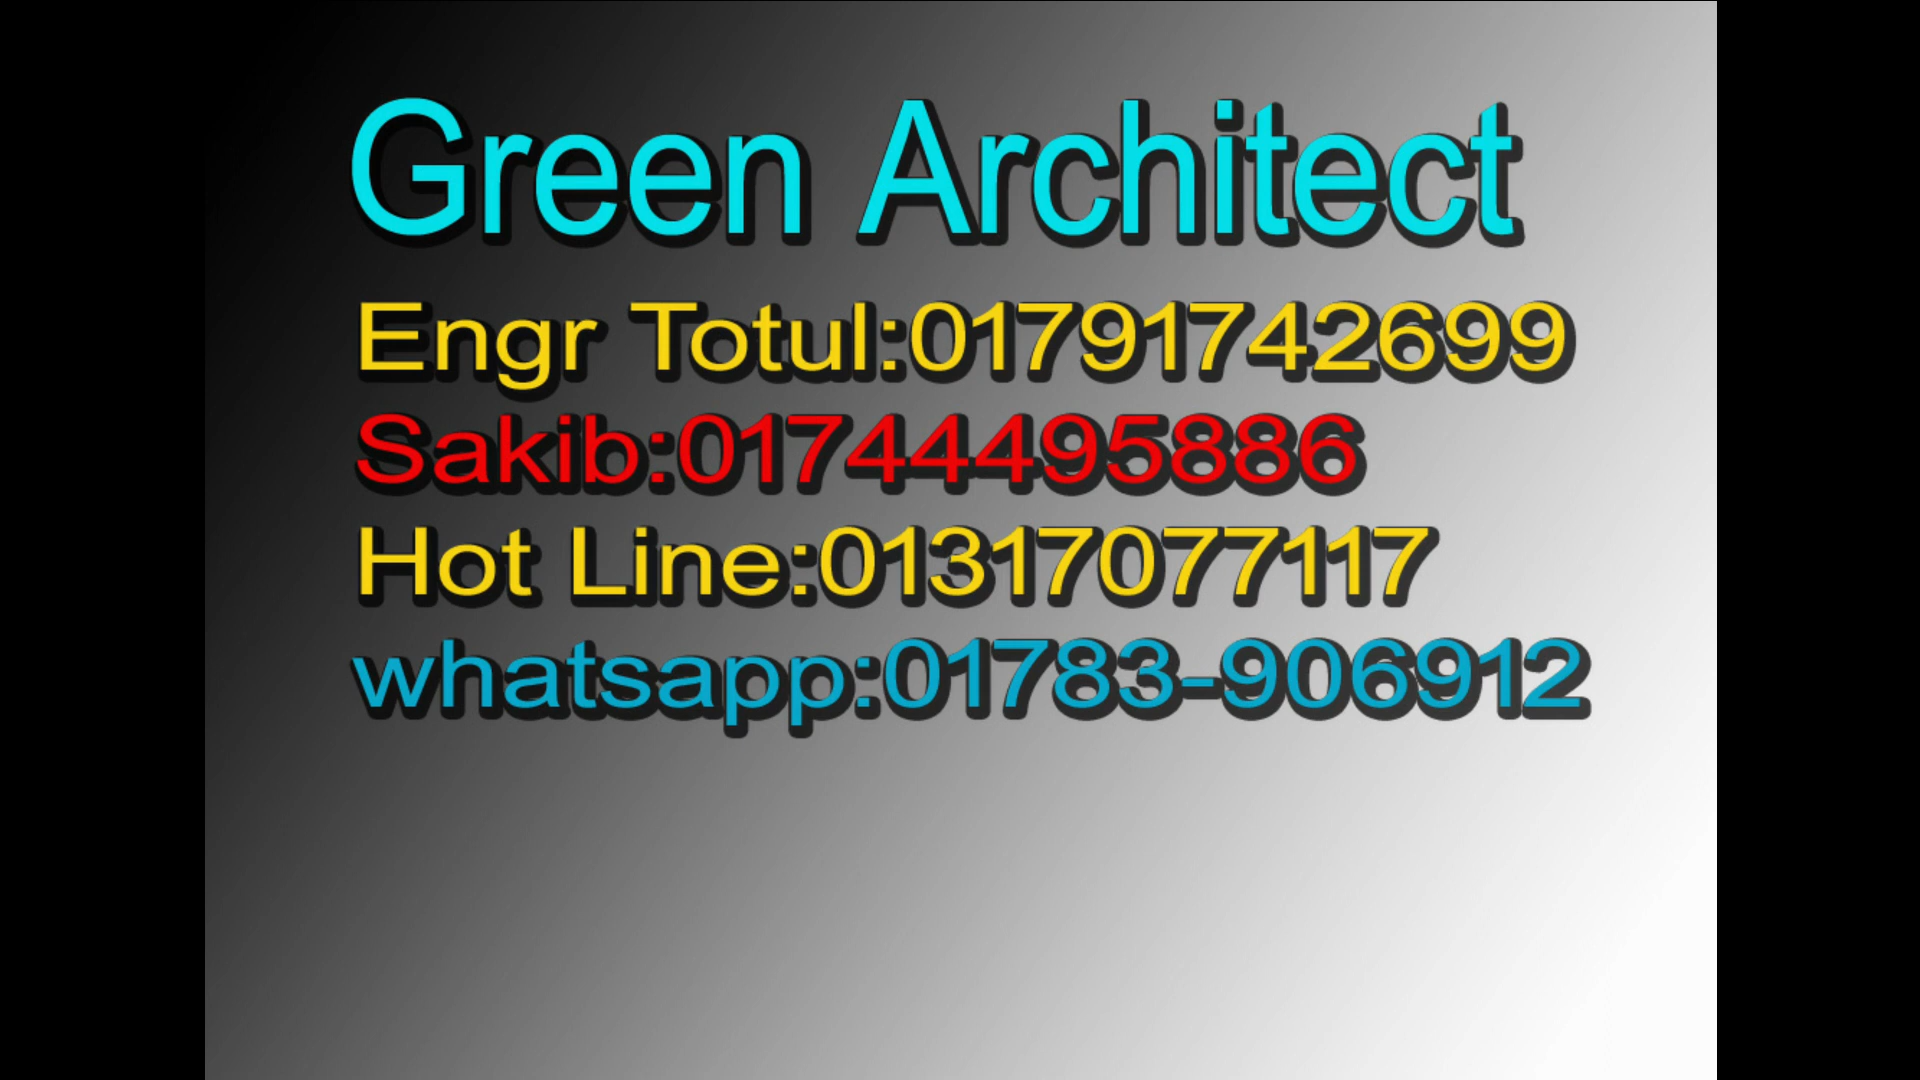 Green Architect
Engr Totul:01791742699
Sakib:01744495886
Hot Line:01317077117
whatsapp:01783-906912